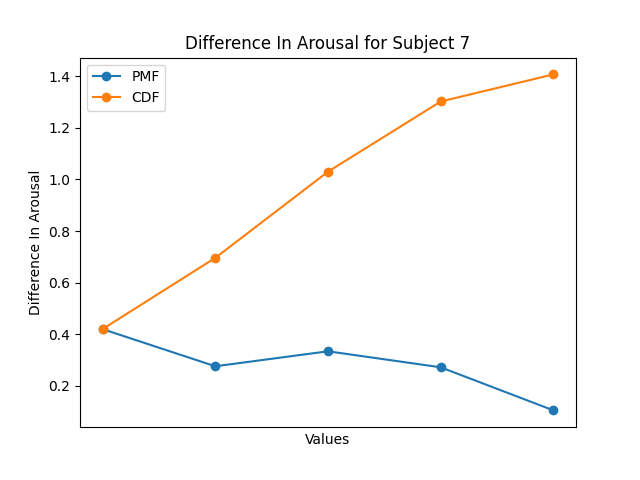 Difference In Arousal for Subject 7
PMF
CDF
1.4
1.2
1.0
0.8
0.6
0.4
0.2
Difference In Arousal
Values